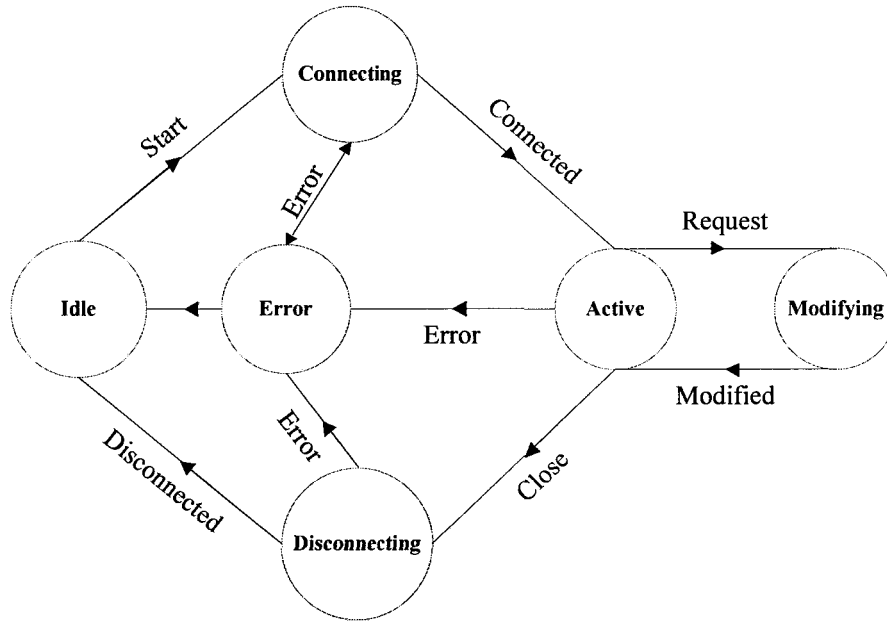 Connecting
Start
Connected
Error
Request
Idle
Error
Active
Modifying
Error
Modified
Error
Disconnected
Close
Disconnecting